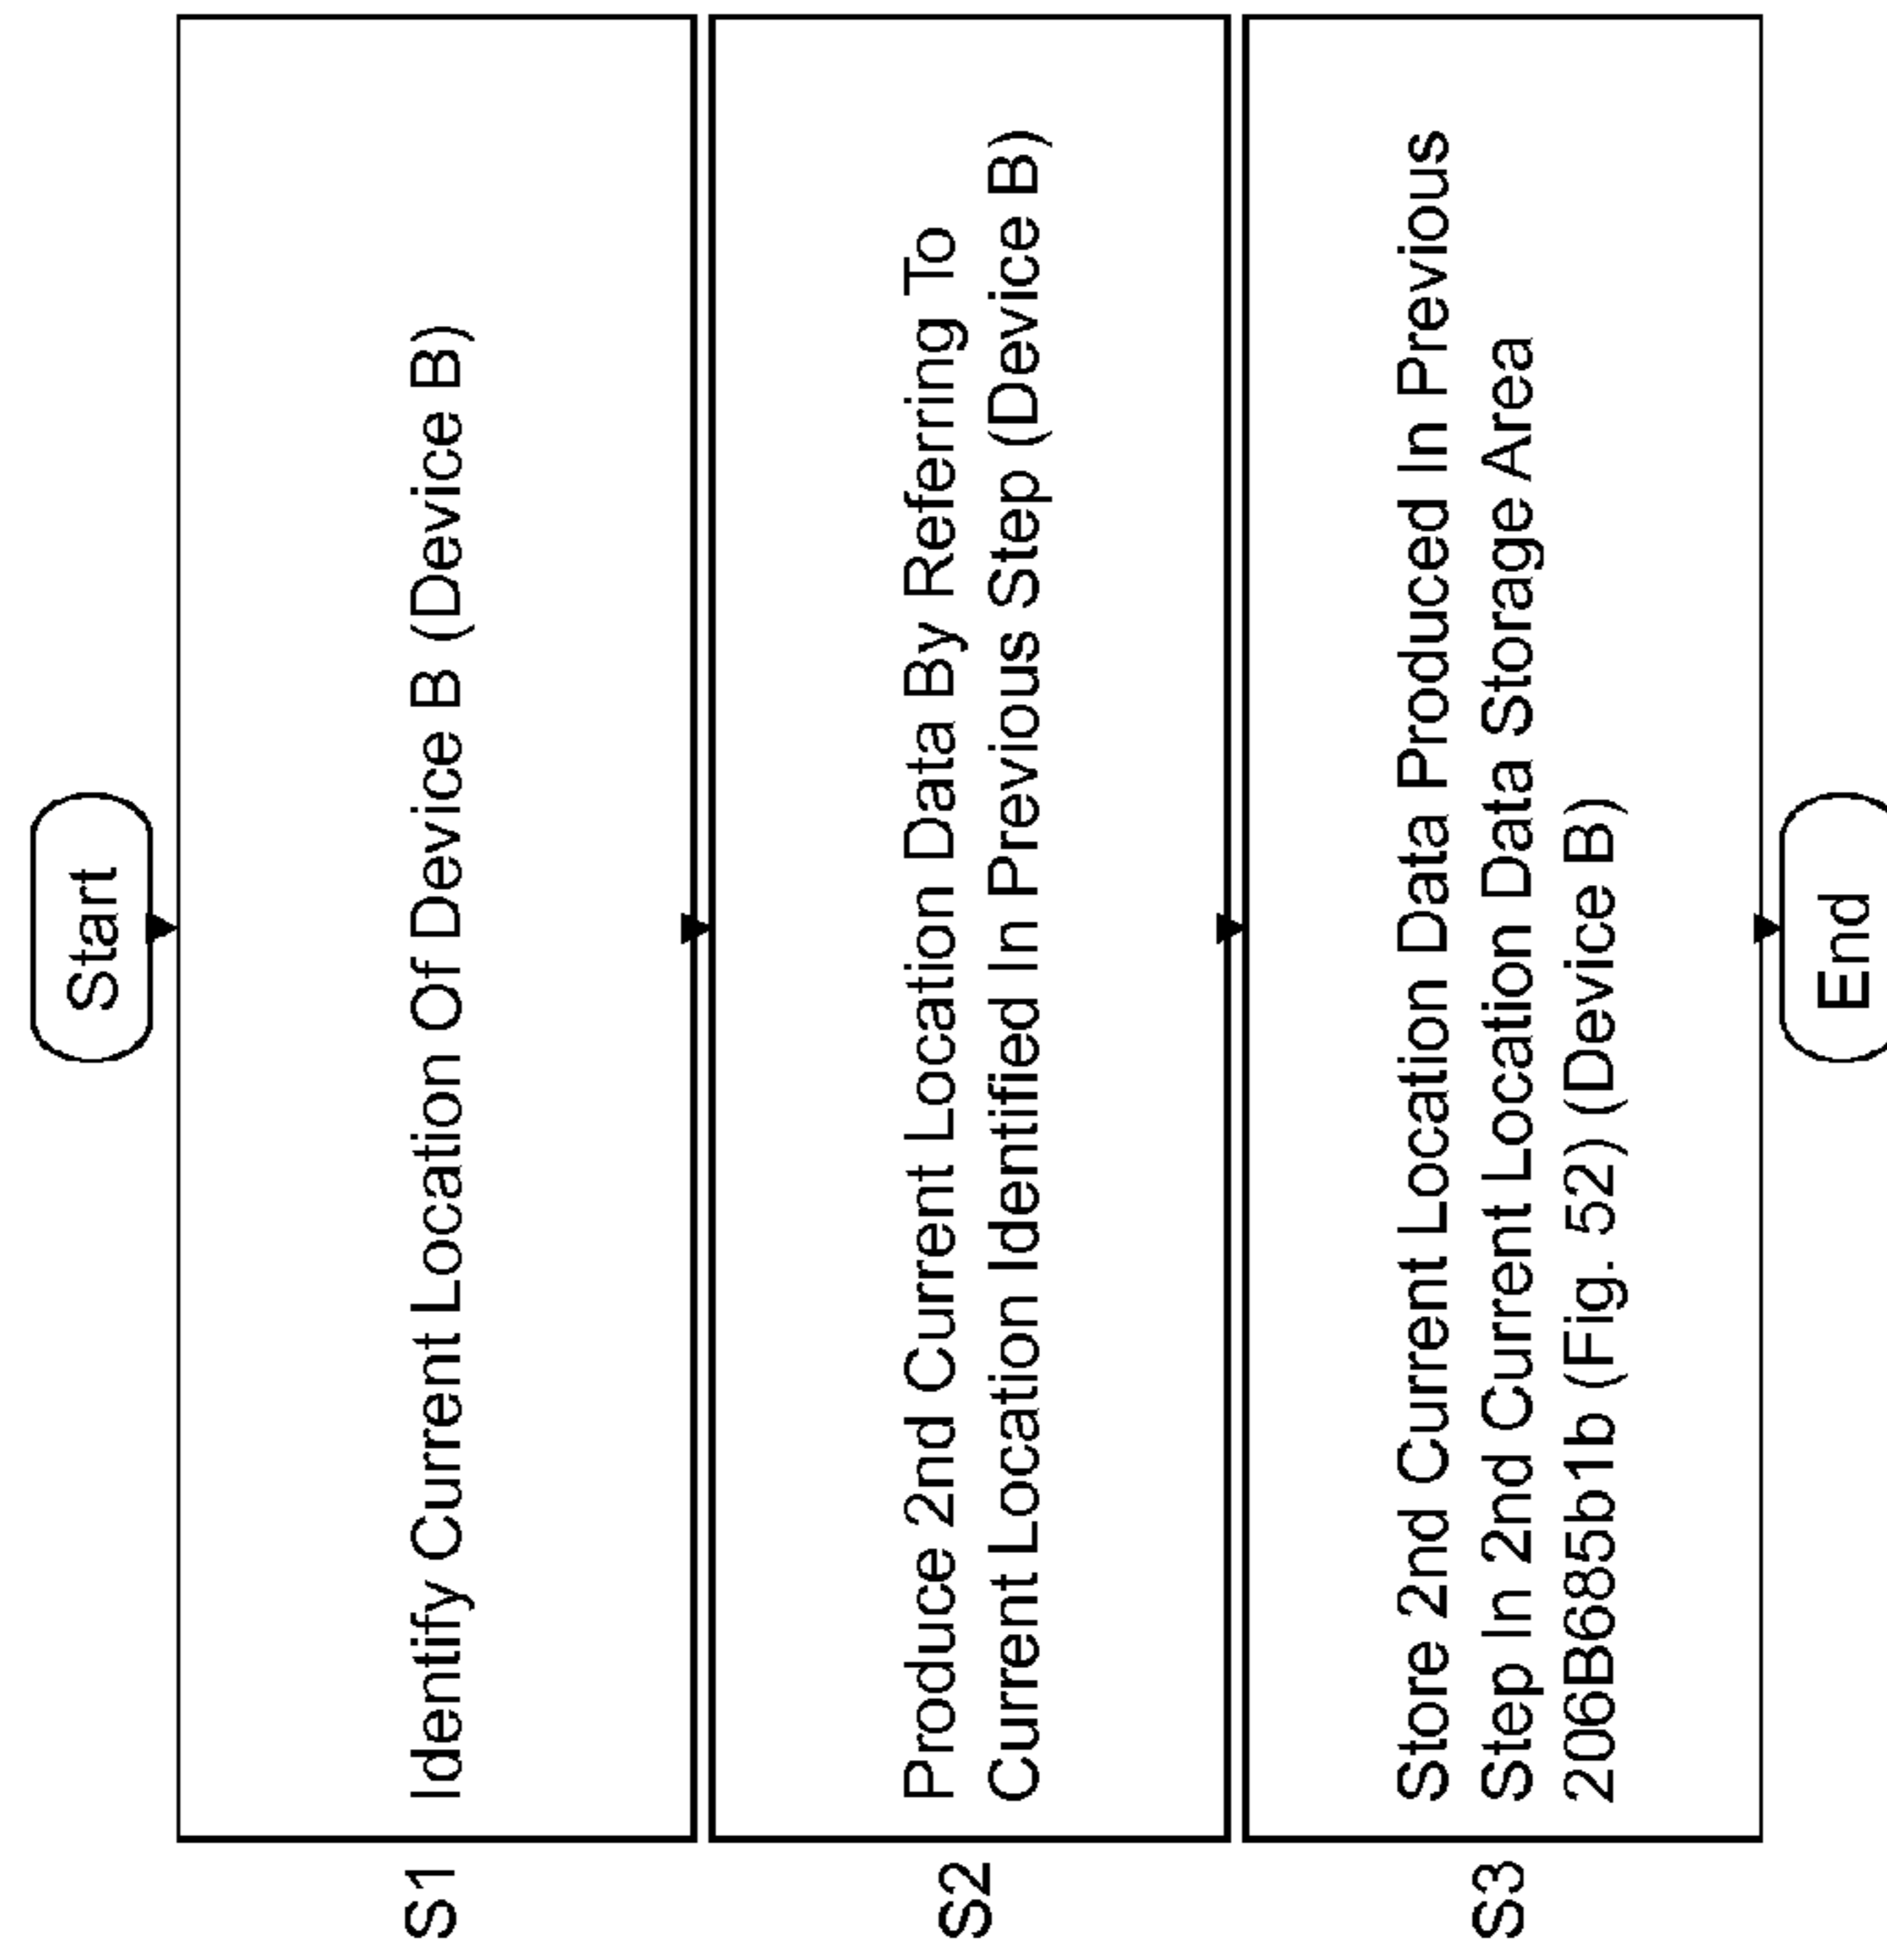 Start
S1
Identify Current Location Of Device B (Device B)
S2
Produce 2nd Current Location Data By Referring To
Current Location Identified In Previous Step (Device B)
S3
Store 2nd Current Location Data Produced In Previous
Step In 2nd Current Location Data Storage Area
206B685b1b (Fig. 52) (Device B)
End